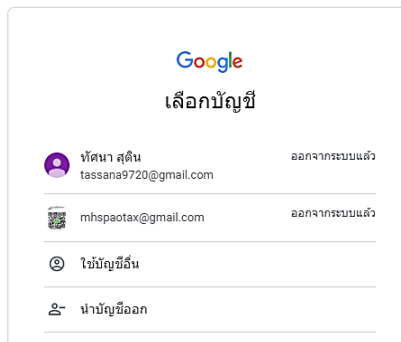 Google
เลือกบัญชี
ทัศนา สุดิน
ออกจากระบบแล้ว
tassana9720@gmail.com
mhspaotax@gmail.com
ออกจากระบบแล้ว
ใช้บัญชีอื่น
นำบัญชีออก